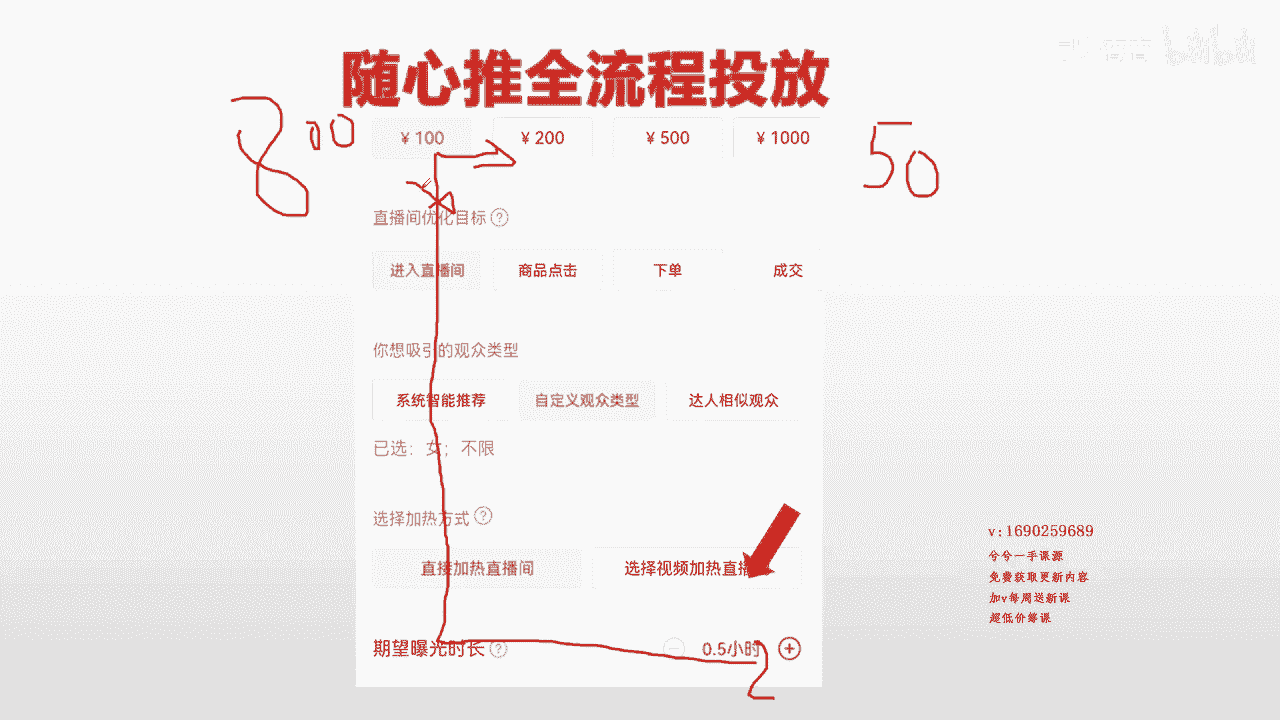 随心推全流程投放
800
¥ 100 ¥ 200 ¥ 500 ¥ 1000
50
直播间优化目标 ?
进入直播间 商品点击 下单 成交
你想吸引的观众类型
系统智能推荐 自定义观众类型 达人相似观众
已选：女；不限
选择加热方式 ?
直接加热直播间 选择视频加热直播
期望曝光时长 ? 0.5小时
2
v:1690259689
兮兮一手课源
免费获取更新内容
加v每周送新课
超低价筹课
bilibili